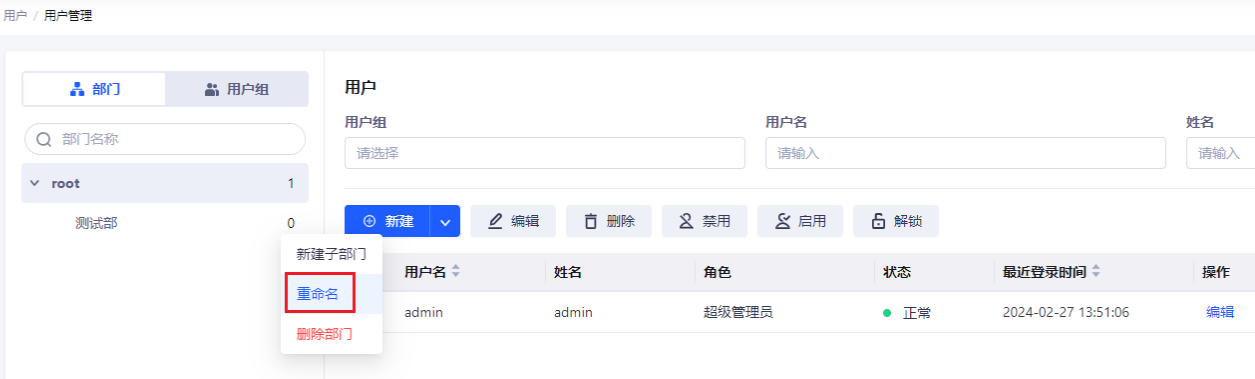 用户 / 用户管理
部门 用户组
部门名称
root 1
测试部 0
新建子部门
重命名
删除部门
用户
用户组 用户名 姓名
请选择 请输入 请输入
新建 编辑 删除 禁用 启用 解锁
用户名 姓名 角色 状态 最近登录时间 操作
admin admin 超级管理员 正常 2024-02-27 13:51:06 编辑